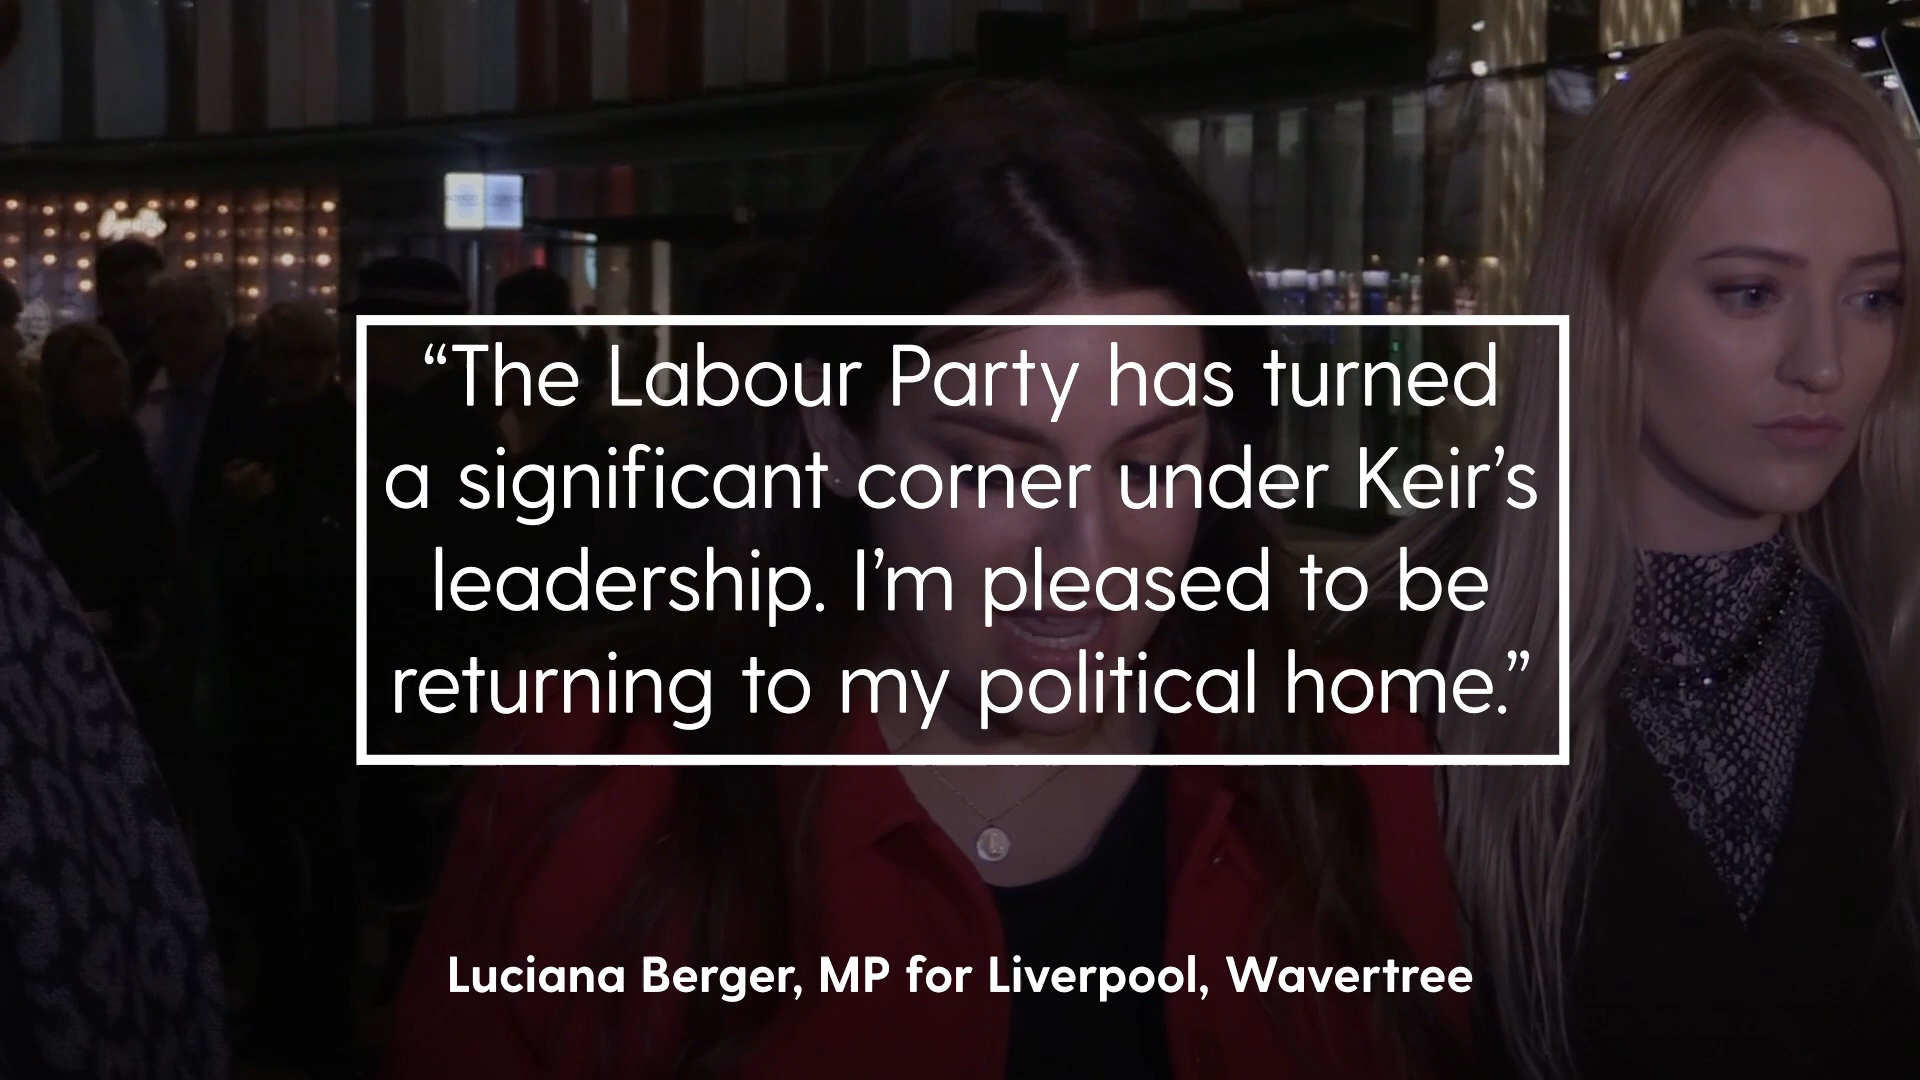 “The Labour Party has turned
a significant corner under Keir’s
leadership. I’m pleased to be
returning to my political home.”
Luciana Berger, MP for Liverpool, Wavertree